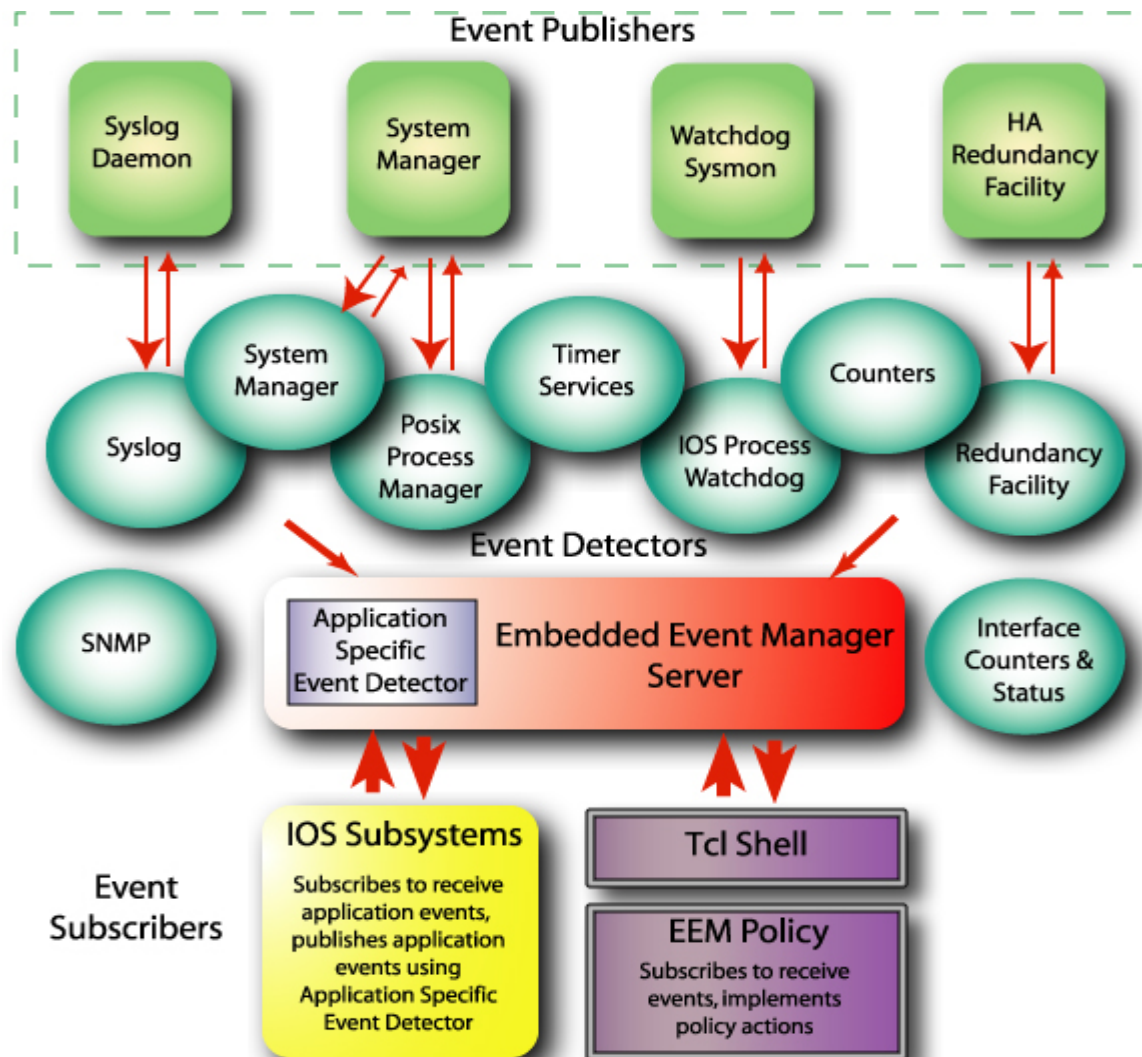 Event Publishers
Syslog
Daemon
System
Manager
Watchdog
Sysmon
HA
Redundancy
Facility
System
Manager
Timer
Services
Counters
Syslog
Posix
Process
Manager
IOS Process
Watchdog
Redundancy
Facility
Event Detectors
SNMP
Application
Specific
Event Detector
Embedded Event Manager
Server
Interface
Counters &
Status
Event
Subscribers
IOS Subsystems
Subscribes to receive
application events,
publishes application
events using
Application Specific
Event Detector
Tcl Shell
EEM Policy
Subscribes to receive
events, implements
policy actions